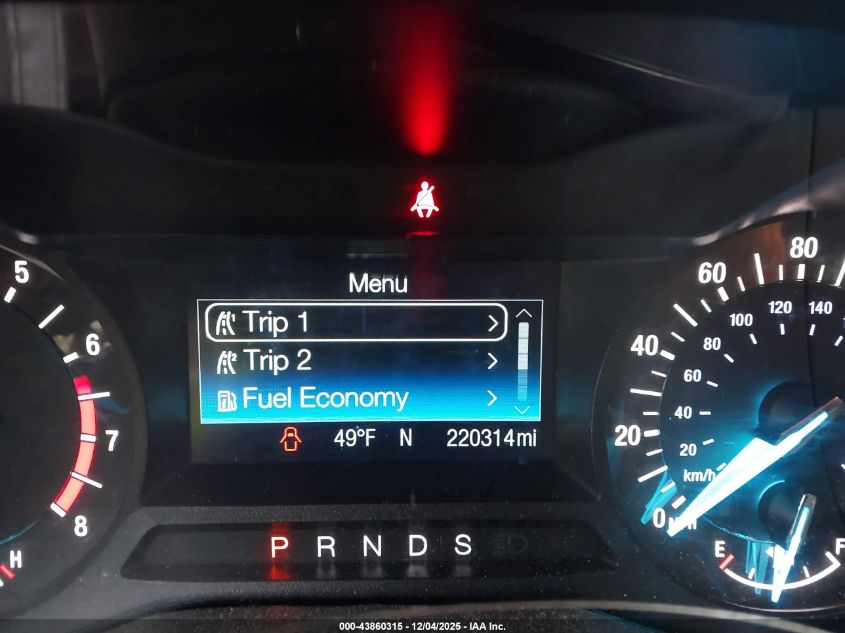 Menu
Trip 1
Trip 2
Fuel Economy
49°F N 220314mi
P R N D S
5
6
7
8
H
0
20
40
60
80
20
40
60
80
100
120
140
km/h
E F
000-43860315 - 12/04/2025 - IAA Inc.